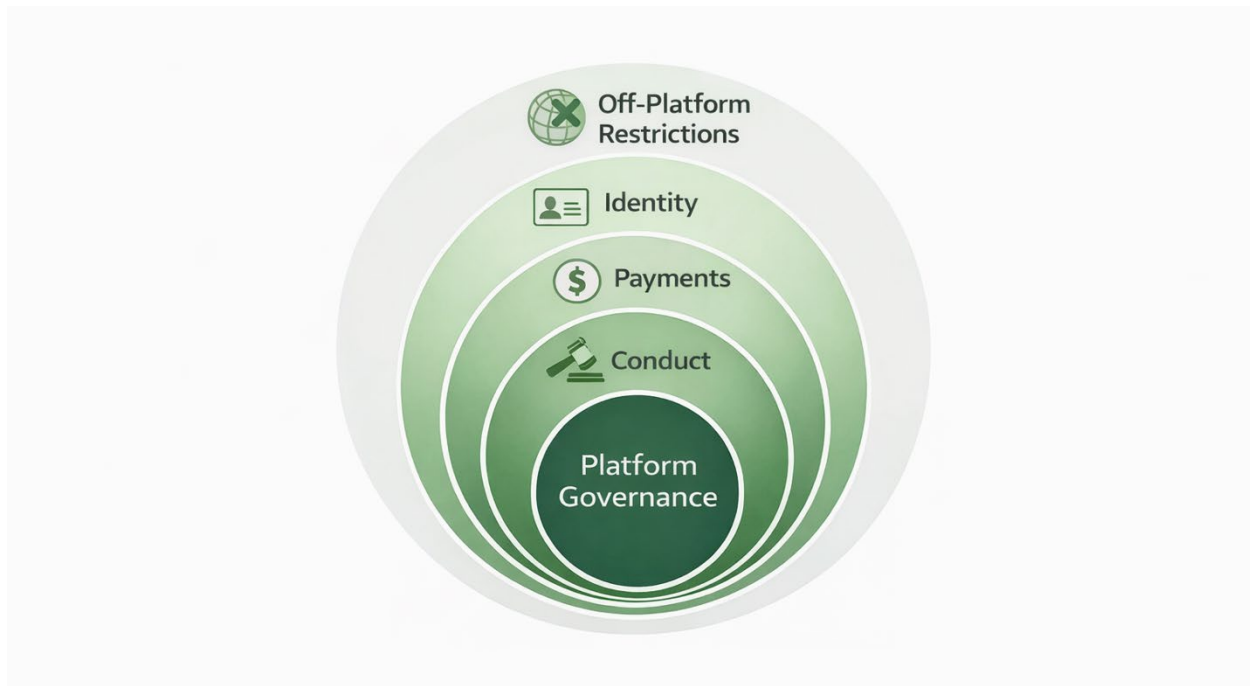 Off-Platform
Restrictions
Identity
$ Payments
Conduct
Platform
Governance